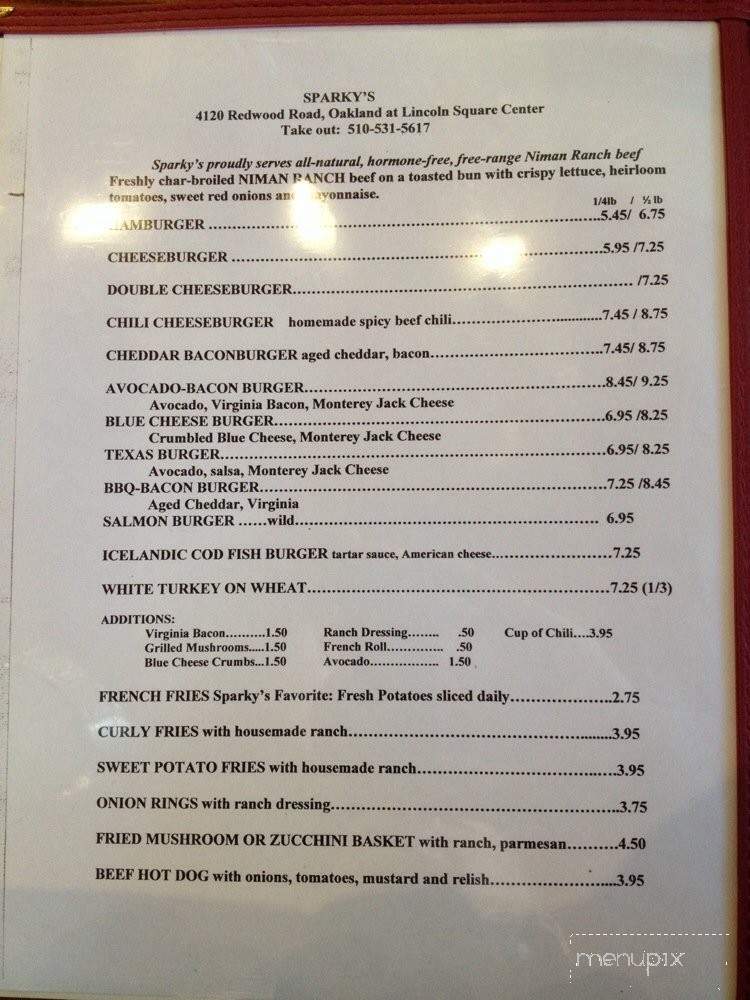 SPARKY'S
4120 Redwood Road, Oakland at Lincoln Square Center
Take out: 510-531-5617
Sparky's proudly serves all-natural, hormone-free, free-range Niman Ranch beef
Freshly char-broiled NIMAN RANCH beef on a toasted bun with crispy lettuce, heirloom
tomatoes, sweet red onions and mayonnaise.
1/4lb / ½ lb
HAMBURGER ........................................5.45/ 6.75
CHEESEBURGER ........................................5.95 /7.25
DOUBLE CHEESEBURGER........................................ /7.25
CHILI CHEESEBURGER homemade spicy beef chili..............................7.45 / 8.75
CHEDDAR BACONBURGER aged cheddar, bacon..............................7.45/ 8.75
AVOCADO-BACON BURGER........................................8.45/ 9.25
Avocado, Virginia Bacon, Monterey Jack Cheese
BLUE CHEESE BURGER........................................6.95 /8.25
Crumbled Blue Cheese, Monterey Jack Cheese
TEXAS BURGER........................................6.95/ 8.25
Avocado, salsa, Monterey Jack Cheese
BBQ-BACON BURGER........................................7.25 /8.45
Aged Cheddar, Virginia
SALMON BURGER ......wild........................................ 6.95
ICELANDIC COD FISH BURGER tartar sauce, American cheese....................7.25
WHITE TURKEY ON WHEAT........................................7.25 (1/3)
ADDITIONS:
Virginia Bacon..........1.50 Ranch Dressing........ .50 Cup of Chili....3.95
Grilled Mushrooms.....1.50 French Roll.............. .50
Blue Cheese Crumbs...1.50 Avocado................. 1.50
FRENCH FRIES Sparky's Favorite: Fresh Potatoes sliced daily....................2.75
CURLY FRIES with housemade ranch........................................3.95
SWEET POTATO FRIES with housemade ranch........................................3.95
ONION RINGS with ranch dressing........................................3.75
FRIED MUSHROOM OR ZUCCHINI BASKET with ranch, parmesan..........4.50
BEEF HOT DOG with onions, tomatoes, mustard and relish.........................3.95
menupix